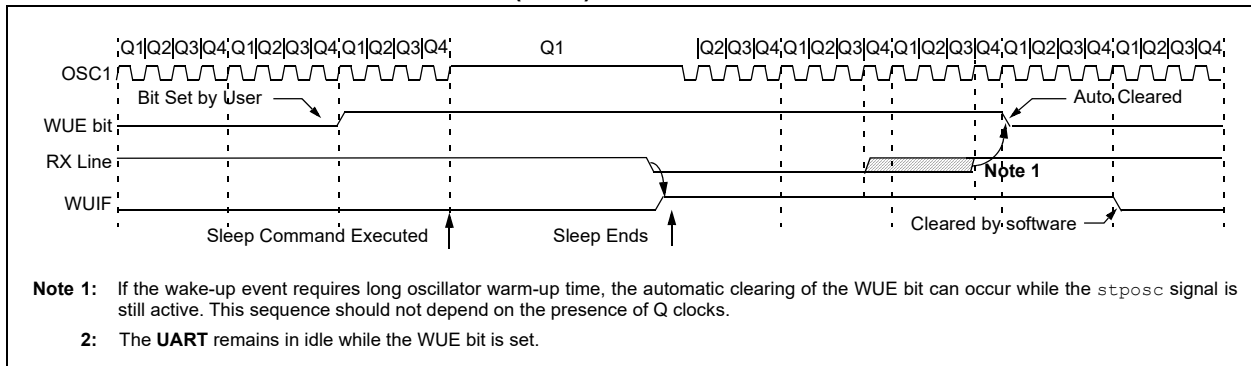 Q1 Q2 Q3 Q4 Q1 Q2 Q3 Q4 Q1 Q2 Q3 Q4 Q1 Q2 Q3 Q4 Q1 Q2 Q3 Q4 Q1 Q2 Q3 Q4 Q1 Q2 Q3 Q4 Q1 Q2 Q3 Q4
OSC1
Bit Set by User Auto Cleared
WUE bit
RX Line
Note 1
WUIF
Cleared by software
Sleep Command Executed Sleep Ends
Note 1: If the wake-up event requires long oscillator warm-up time, the automatic clearing of the WUE bit can occur while the stposc signal is
still active. This sequence should not depend on the presence of Q clocks.
2: The UART remains in idle while the WUE bit is set.